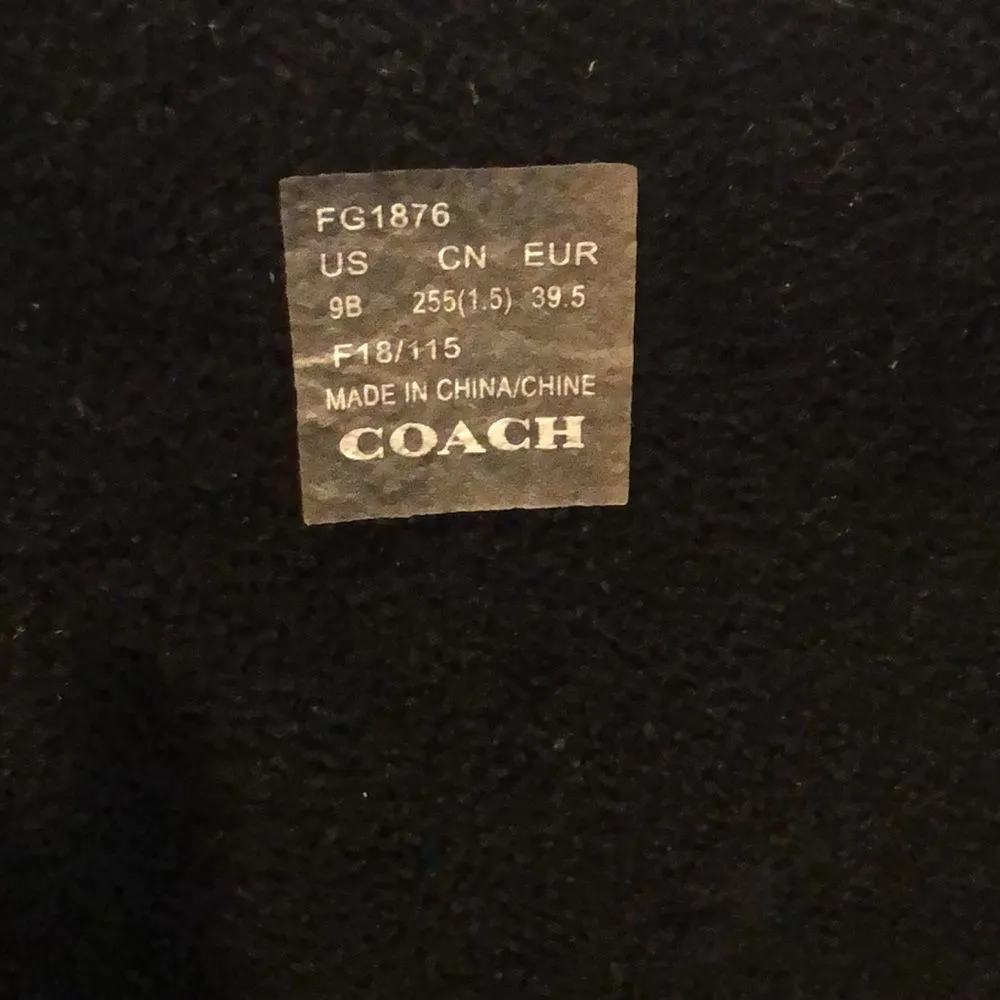 FG1876
US CN EUR
9B 255(1.5) 39.5
F18/115
MADE IN CHINA/CHINE
COACH